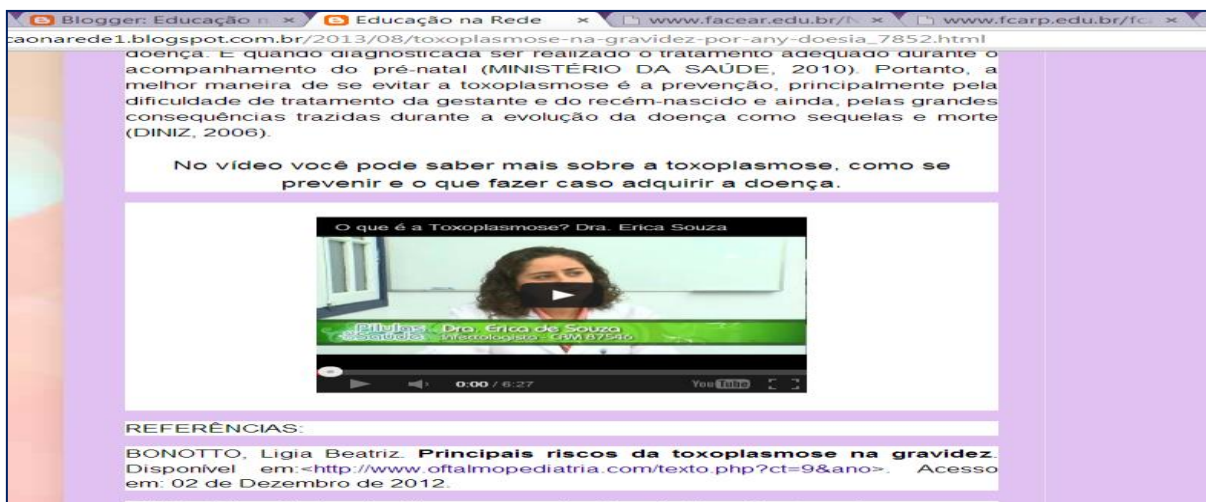 Blogger: Educação n ×
Educação na Rede ×
www.facear.edu.br/ ×
www.fcarp.edu.br/fc ×
caonarede1.blogspot.com.br/2013/08/toxoplasmose-na-gravidez-por-any-doesia_7852.html
doença. E quando diagnosticada ser realizado o tratamento adequado durante o
acompanhamento do pré-natal (MINISTÉRIO DA SAÚDE, 2010). Portanto, a
melhor maneira de se evitar a toxoplasmose é a prevenção, principalmente pela
dificuldade de tratamento da gestante e do recém-nascido e ainda, pelas grandes
consequências trazidas durante a evolução da doença como sequelas e morte
(DINIZ, 2006).
No vídeo você pode saber mais sobre a toxoplasmose, como se
prevenir e o que fazer caso adquirir a doença.
O que é a Toxoplasmose? Dra. Erica Souza
Pílulas Saúde
Dra. Erica de Souza
Infectologista - CRM 87546
0:00 / 6:27
YouTube
REFERÊNCIAS:
BONOTTO, Ligia Beatriz. Principais riscos da toxoplasmose na gravidez.
Disponível em:<http://www.oftalmopediatria.com/texto.php?ct=9&ano>. Acesso
em: 02 de Dezembro de 2012.